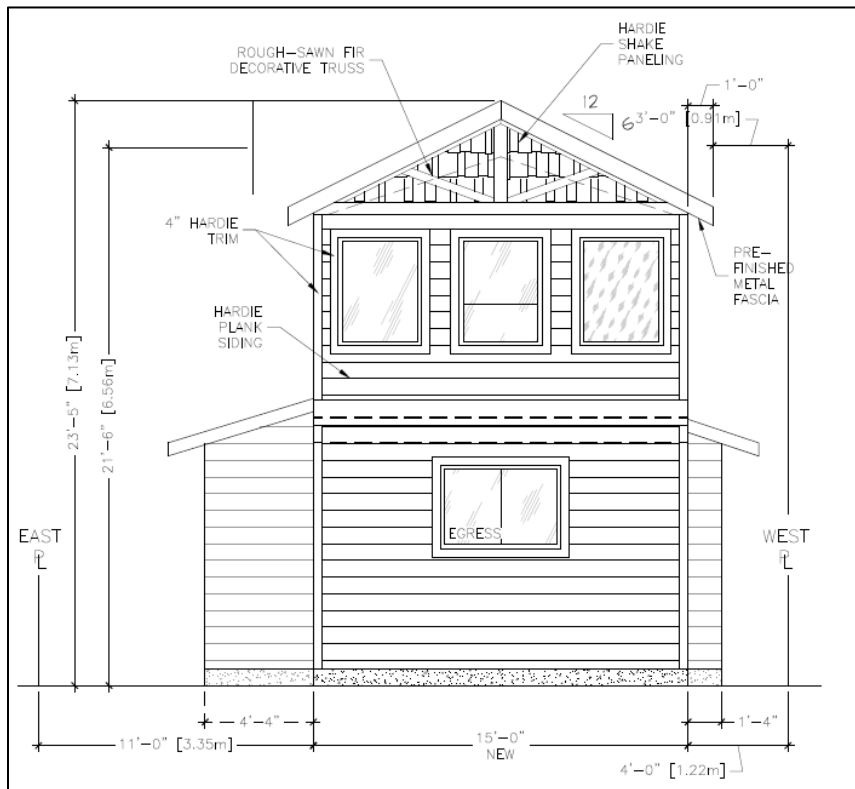 HARDIE
SHAKE
PANELING
ROUGH-SAWN FIR
DECORATIVE TRUSS
12
6
1'-0"
3'-0" [0.91m]
4" HARDIE
TRIM
PRE-
FINISHED
METAL
FASCIA
HARDIE
PLANK
SIDING
23'-5" [7.13m]
21'-6" [6.56m]
EGRESS
EAST
PL
WEST
PL
4'-4"
1'-4"
11'-0" [3.35m]
15'-0"
NEW
4'-0" [1.22m]